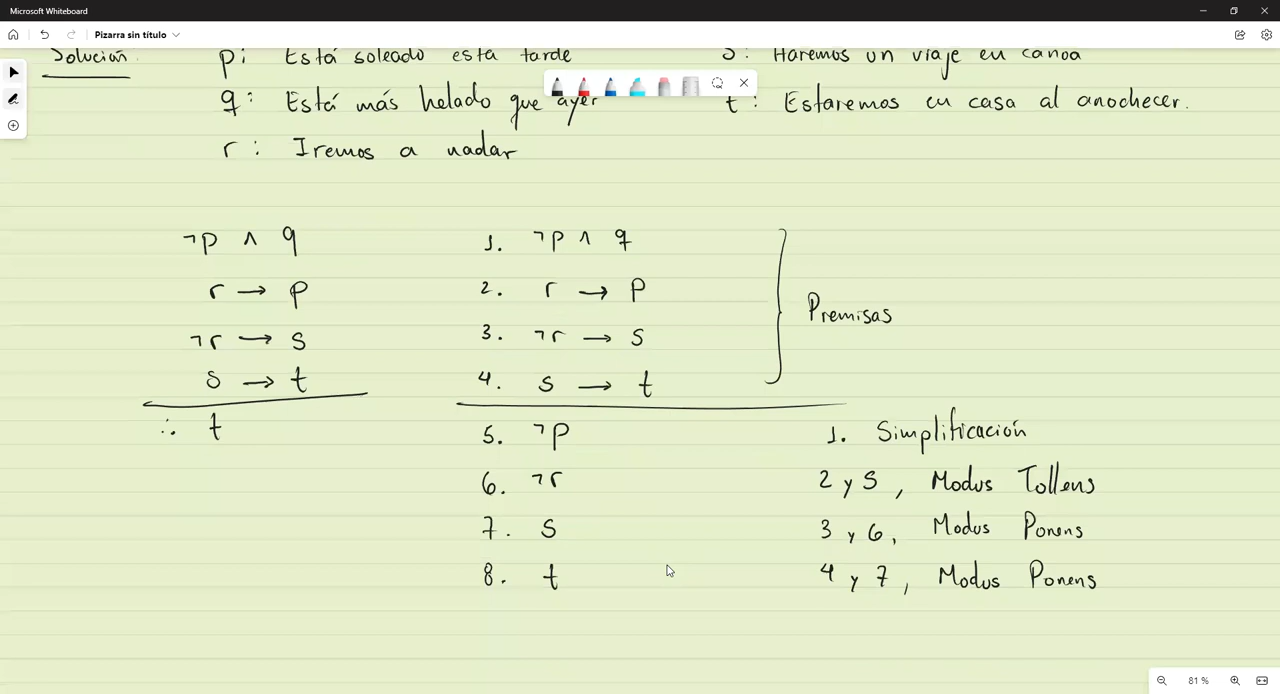 Microsoft Whiteboard
Pizarra sin título
Solución
p: Está soleado esta tarde
s: Haremos un viaje en canoa
q: Está más helado que ayer
t: Estaremos en casa al anochecer.
r: Iremos a nadar
¬p ∧ q
r → p
¬r → s
s → t
∴ t
1. ¬p ∧ q
2. r → p
3. ¬r → s
4. s → t
Premisas
5. ¬p 1. Simplificación
6. ¬r 2 y 5, Modus Tollens
7. s 3 y 6, Modus Ponens
8. t 4 y 7, Modus Ponens
81 %